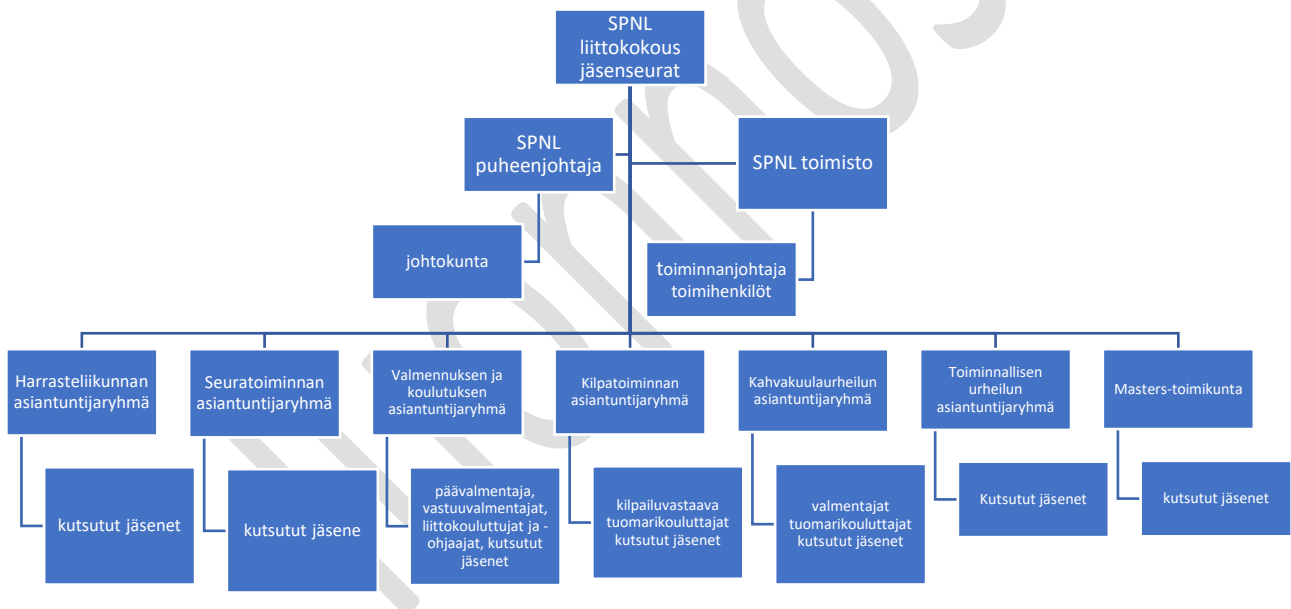 SPNL
liittokokous
jäsenseurat
SPNL
puheenjohtaja
SPNL toimisto
johtokunta
toiminnanjohtaja
toimihenkilöt
Harrasteliikunnan
asiantuntijaryhmä
Seuratoiminnan
asiantuntijaryhmä
Valmennuksen ja
koulutuksen
asiantuntijaryhmä
Kilpatoiminnan
asiantuntijaryhmä
Kahvakuulaurheilun
asiantuntijaryhmä
Toiminnallisen
urheilun
asiantuntijaryhmä
Masters-toimikunta
kutsutut jäsenet
kutsutut jäsene
päävalmentaja,
vastuuvalmentajat,
liittokouluttujat ja -
ohjaajat, kutsutut
jäsenet
kilpailuvastaava
tuomarikouluttajat
kutsutut jäsenet
valmentajat
tuomarikouluttajat
kutsutut jäsenet
Kutsutut jäsenet
kutsutut jäsenet